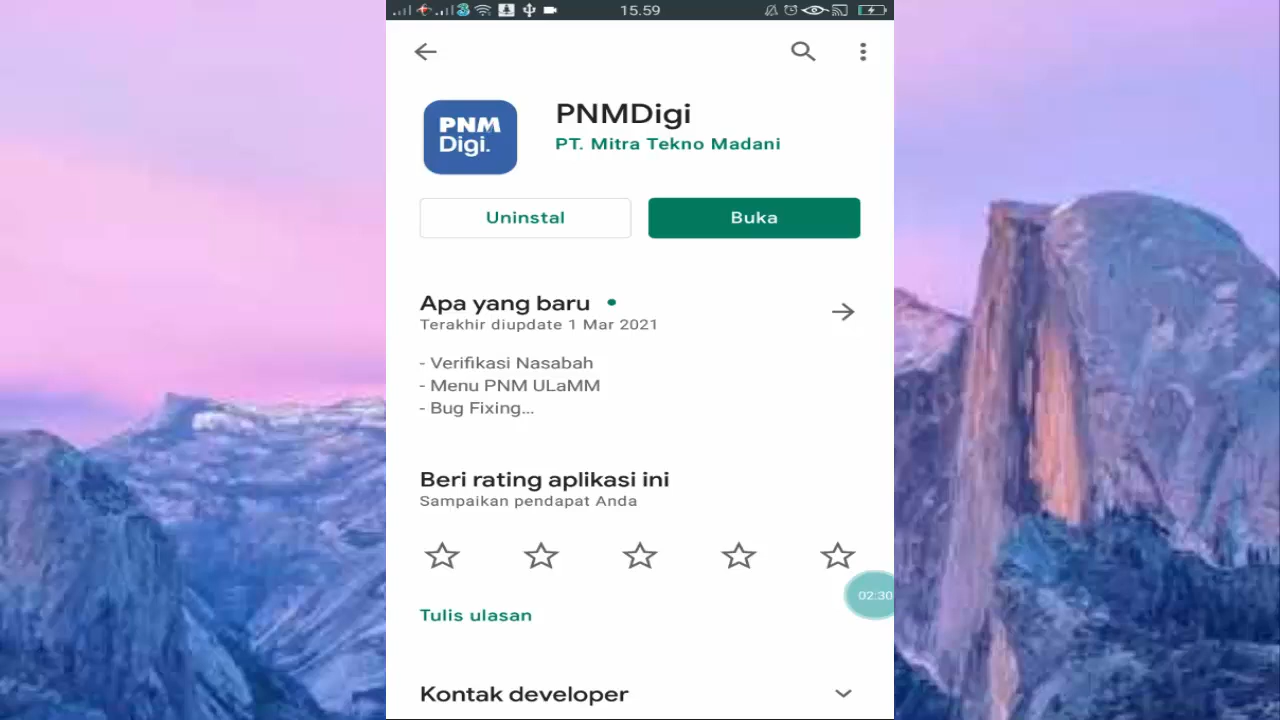 15.59
PNMDigi
PNM
Digi.
PT. Mitra Tekno Madani
Uninstal
Buka
Apa yang baru
Terakhir diupdate 1 Mar 2021
- Verifikasi Nasabah
- Menu PNM ULaMM
- Bug Fixing...
Beri rating aplikasi ini
Sampaikan pendapat Anda
02:30
Tulis ulasan
Kontak developer